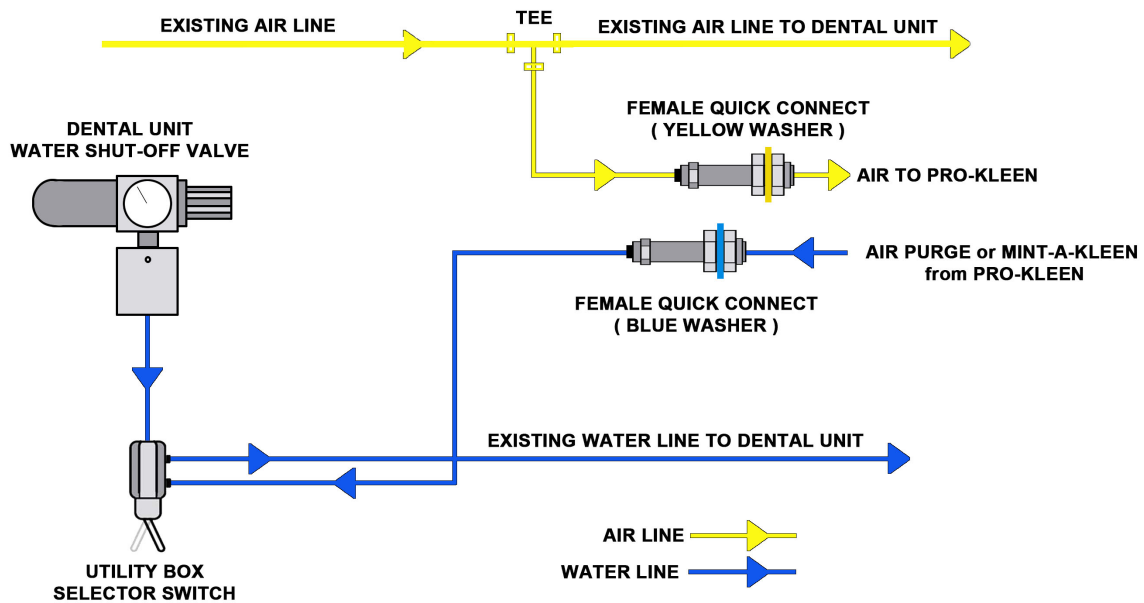 EXISTING AIR LINE
TEE
EXISTING AIR LINE TO DENTAL UNIT
DENTAL UNIT
WATER SHUT-OFF VALVE
FEMALE QUICK CONNECT
( YELLOW WASHER )
AIR TO PRO-KLEEN
AIR PURGE or MINT-A-KLEEN
from PRO-KLEEN
FEMALE QUICK CONNECT
( BLUE WASHER )
EXISTING WATER LINE TO DENTAL UNIT
UTILITY BOX
SELECTOR SWITCH
AIR LINE
WATER LINE